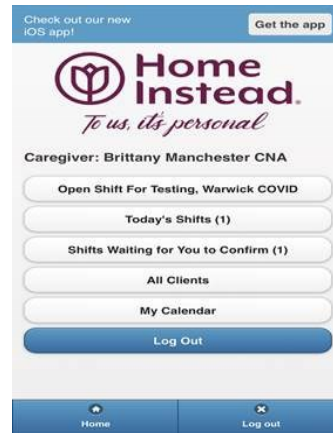 Check out our new
iOS app!
Get the app
Home
Instead.
To us, it's personal
Caregiver: Brittany Manchester CNA
Open Shift For Testing, Warwick COVID
Today's Shifts (1)
Shifts Waiting for You to Confirm (1)
All Clients
My Calendar
Log Out
Home
Log out